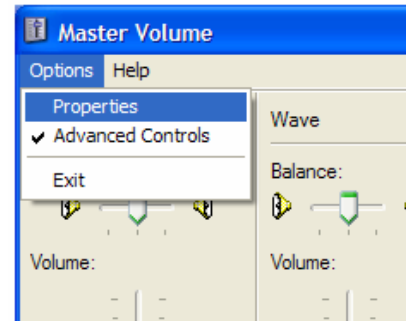 Master Volume
Options Help
Properties
Advanced Controls
Exit
Wave
Balance:
Volume:
Volume: